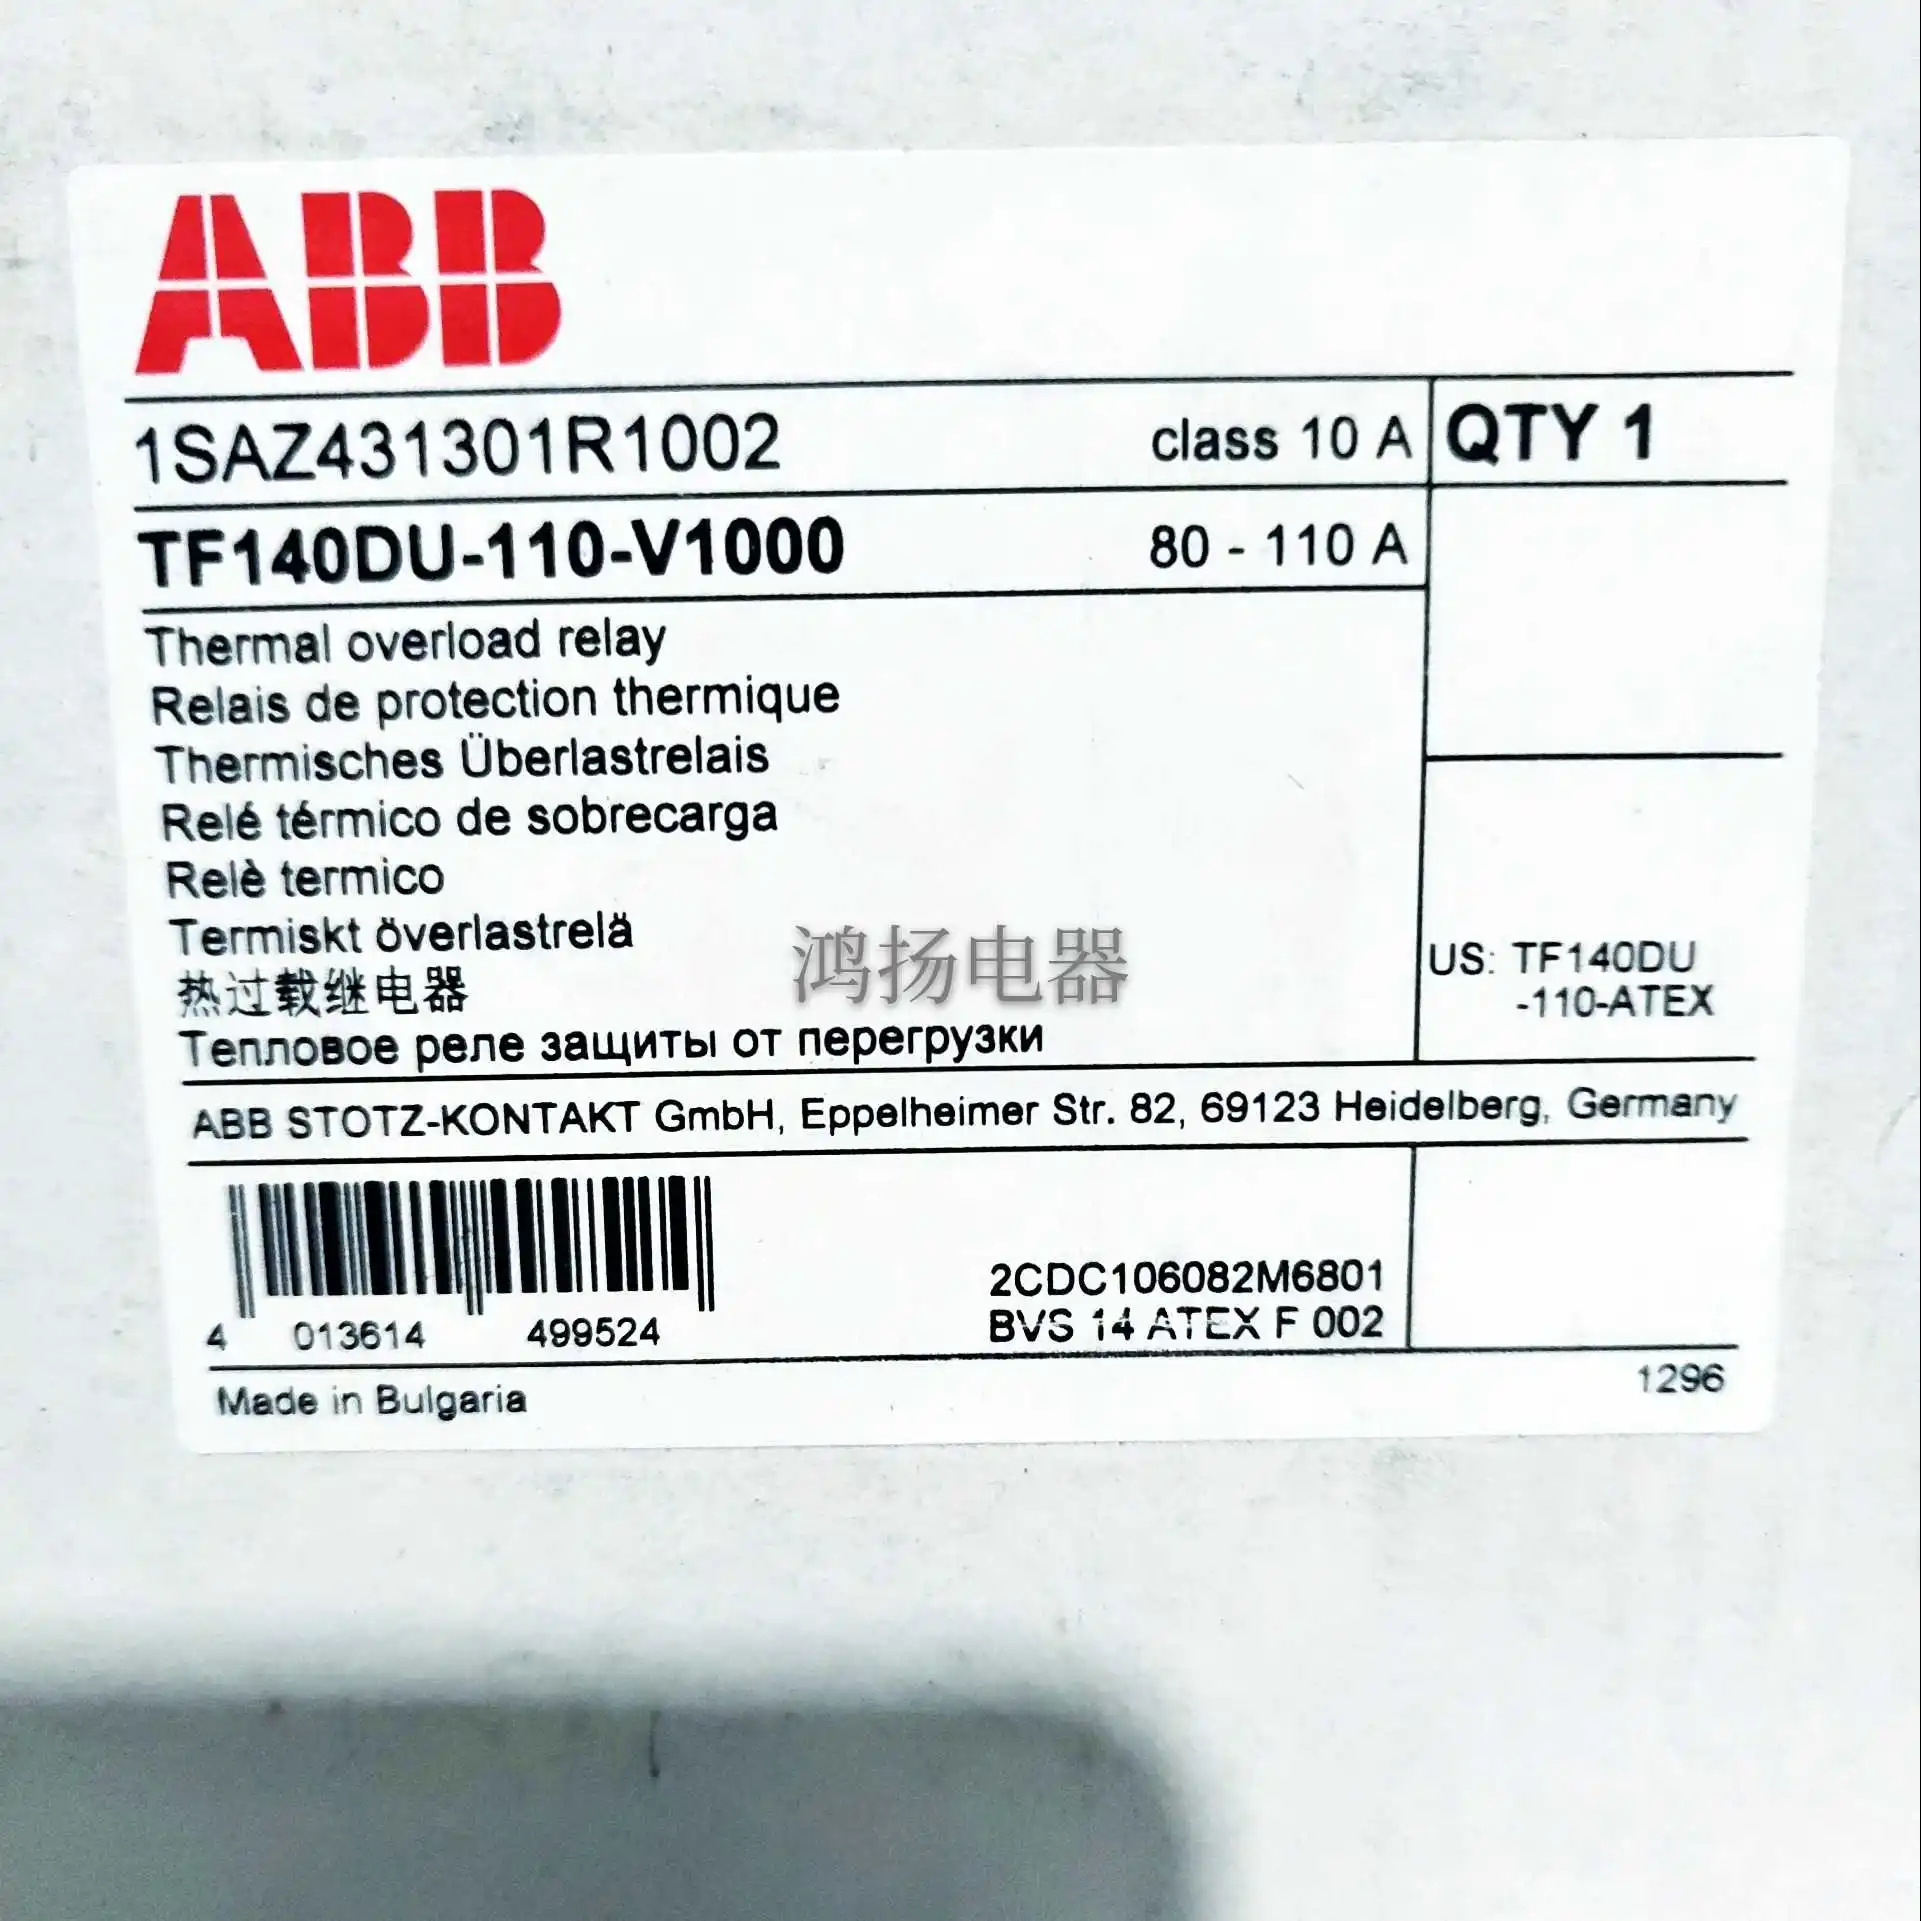 ABB
1SAZ431301R1002 class 10 A QTY 1
TF140DU-110-V1000 80 - 110 A
Thermal overload relay
Relais de protection thermique
Thermisches Überlastrelais
Relé térmico de sobrecarga
Relè termico
Termiskt överlastrelä
热过载继电器
Тепловое реле защиты от перегрузки
鸿扬电器
US: TF140DU
-110-ATEX
ABB STOTZ-KONTAKT GmbH, Eppelheimer Str. 82, 69123 Heidelberg, Germany
2CDC106082M6801
BVS 14 ATEX F 002
4 013614 499524
Made in Bulgaria
1296